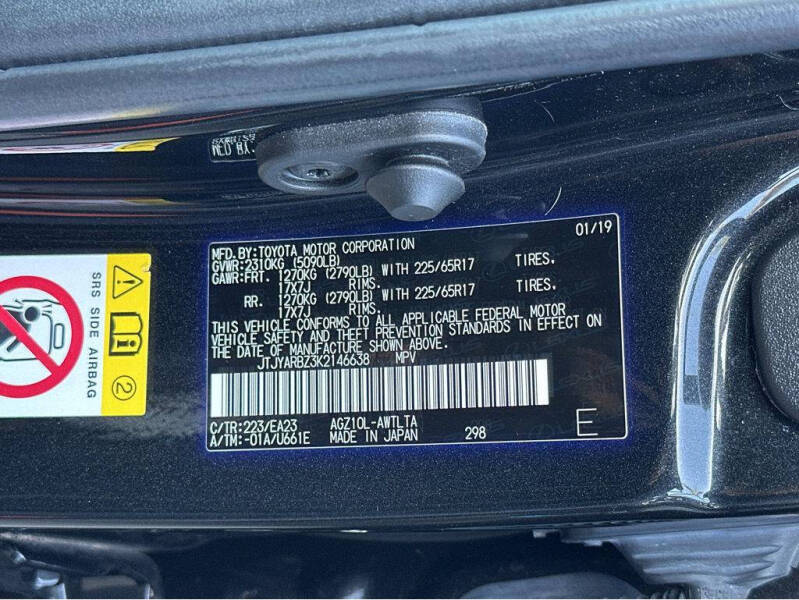 MFD.BY:TOYOTA MOTOR CORPORATION 01/19
GVWR:2310KG (5090LB)
GAWR:FRT. 1270KG (2790LB) WITH 225/65R17 TIRES.
17X7J RIMS.
RR. 1270KG (2790LB) WITH 225/65R17 TIRES.
17X7J RIMS.
THIS VEHICLE CONFORMS TO ALL APPLICABLE FEDERAL MOTOR
VEHICLE SAFETY AND THEFT PREVENTION STANDARDS IN EFFECT ON
THE DATE OF MANUFACTURE SHOWN ABOVE.
JTJYARBZ3K2146638 MPV
C/TR:223/EA23 AGZ10L-AWTLTA
A/TM:-01A/U661E MADE IN JAPAN 298 E
SRS SIDE AIRBAG
2